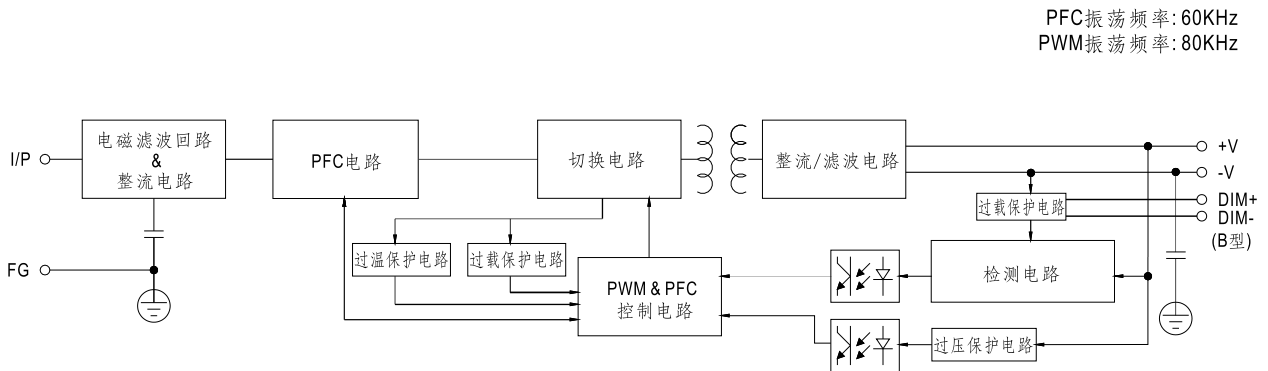 PFC振荡频率: 60KHz
PWM振荡频率: 80KHz
I/P
电磁滤波回路
&
整流电路
PFC电路
切换电路
整流/滤波电路
+V
-V
过载保护电路
DIM+
DIM-
(B型)
FG
过温保护电路
过载保护电路
PWM & PFC
控制电路
检测电路
过压保护电路